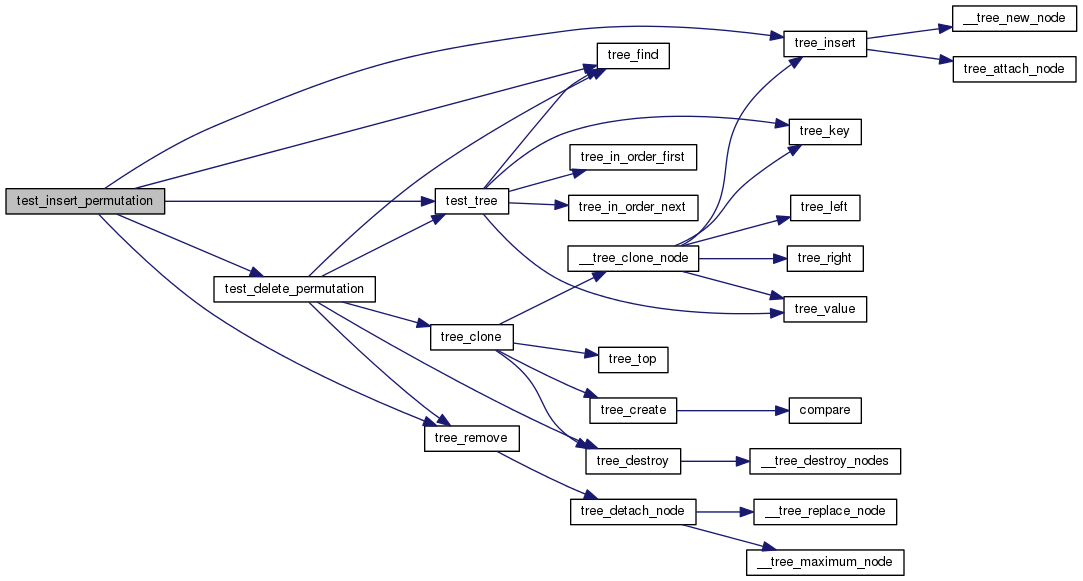 __tree_new_node
tree_insert
tree_find
tree_attach_node
tree_key
tree_in_order_first
test_insert_permutation
test_tree
tree_in_order_next
tree_left
__tree_clone_node
tree_right
test_delete_permutation
tree_value
tree_clone
tree_top
tree_create
compare
tree_remove
tree_destroy
__tree_destroy_nodes
tree_detach_node
__tree_replace_node
__tree_maximum_node